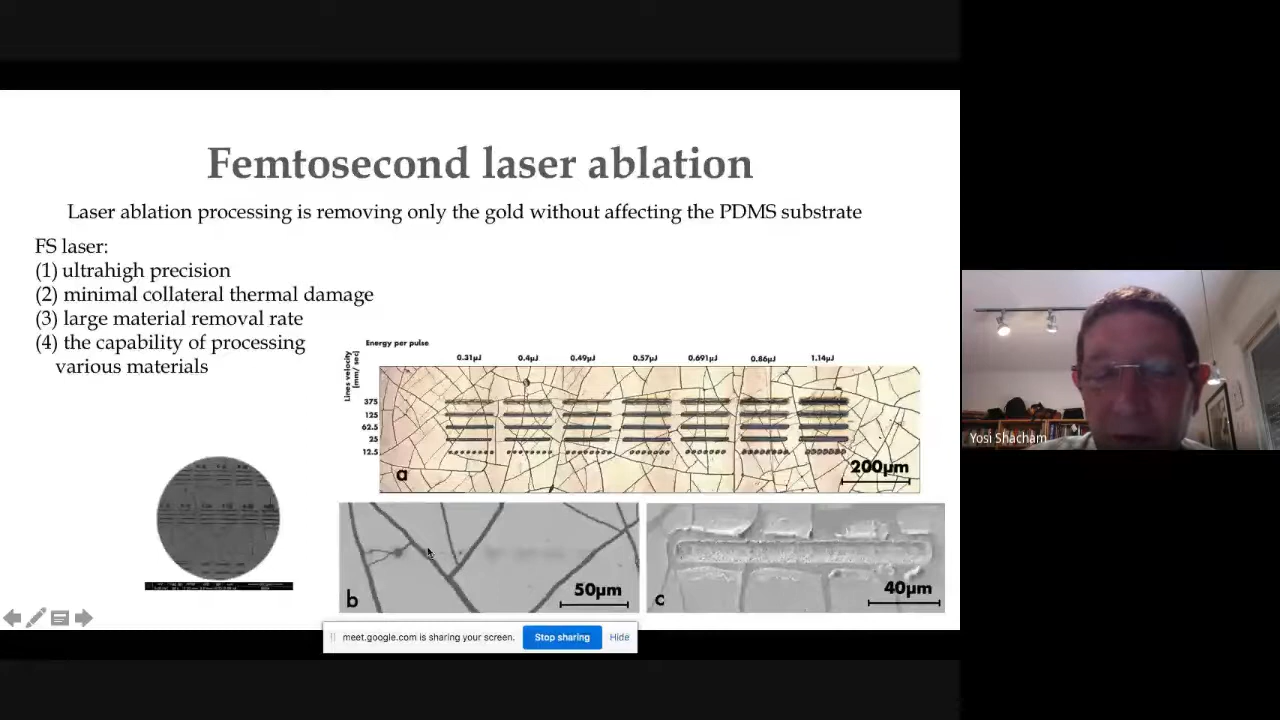 Femtosecond laser ablation
Laser ablation processing is removing only the gold without affecting the PDMS substrate
FS laser:
(1) ultrahigh precision
(2) minimal collateral thermal damage
(3) large material removal rate
(4) the capability of processing
various materials
Energy per pulse
Lines velocity
[mm/ sec]
0.31µJ 0.4µJ 0.49µJ 0.57µJ 0.691µJ 0.86µJ 1.14µJ
375
125
62.5
25
12.5
a
200µm
b
50µm
c
40µm
Yosi Shacham
meet.google.com is sharing your screen.
Stop sharing
Hide